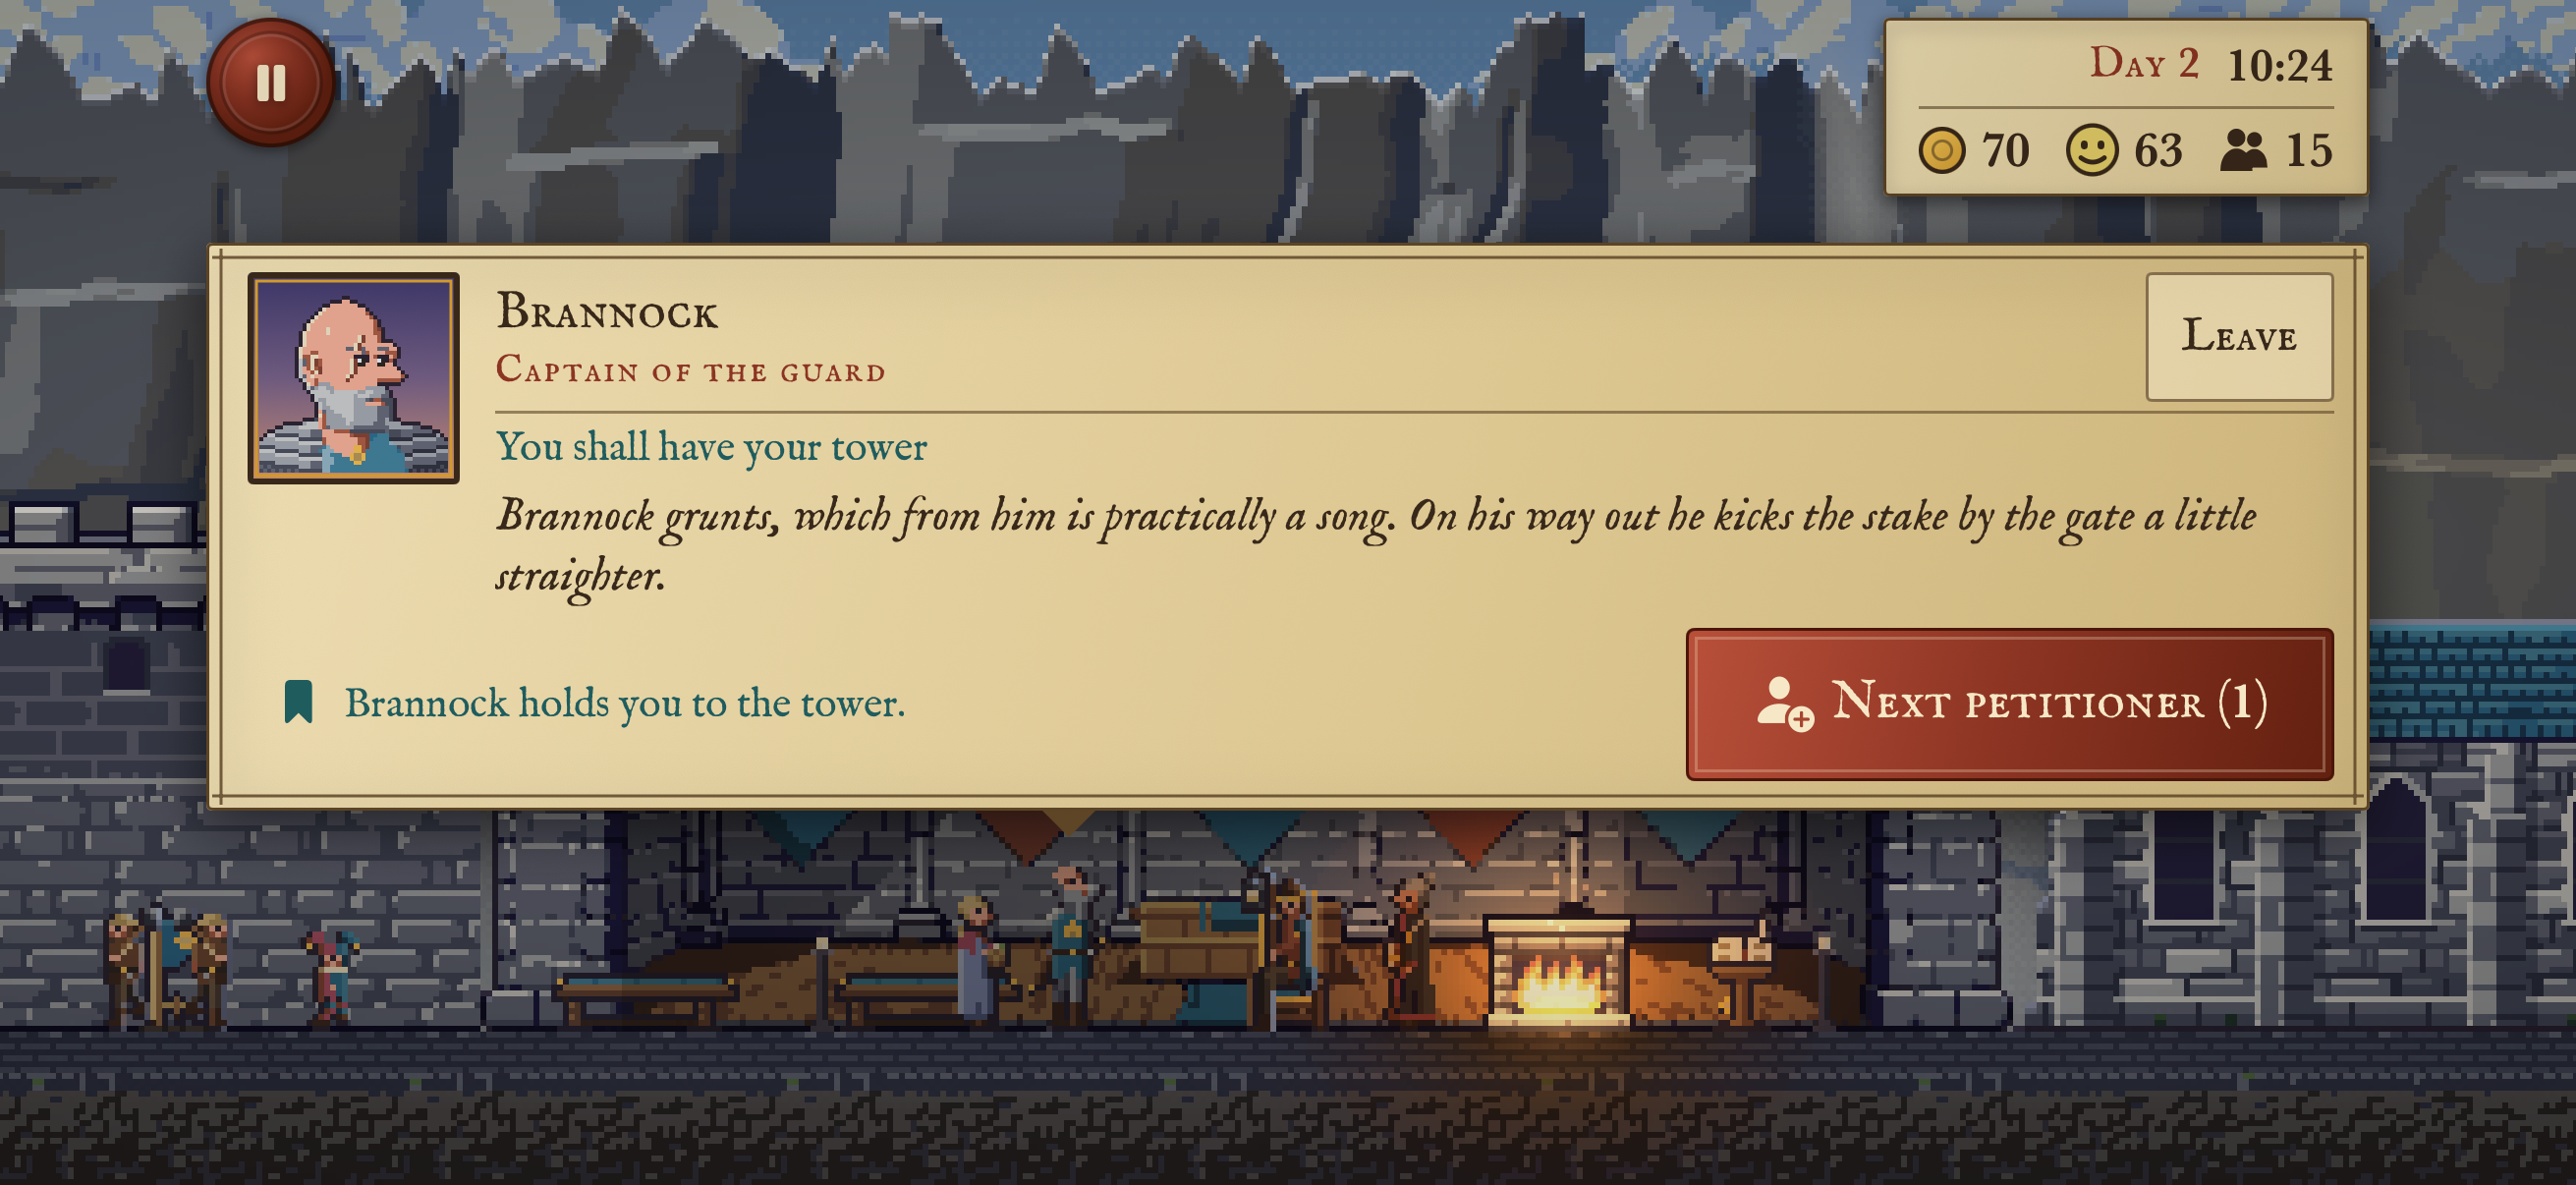 Day 2 10:24
70 63 15
Brannock
Captain of the guard
Leave
You shall have your tower
Brannock grunts, which from him is practically a song. On his way out he kicks the stake by the gate a little
straighter.
Brannock holds you to the tower.
Next petitioner (1)